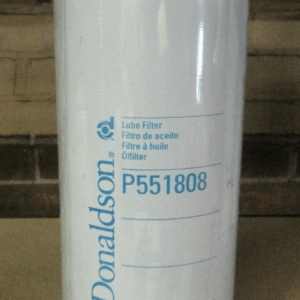 Donaldson®
Lube Filter
Filtro de aceite
Filtre à huile
Ölfilter
P551808